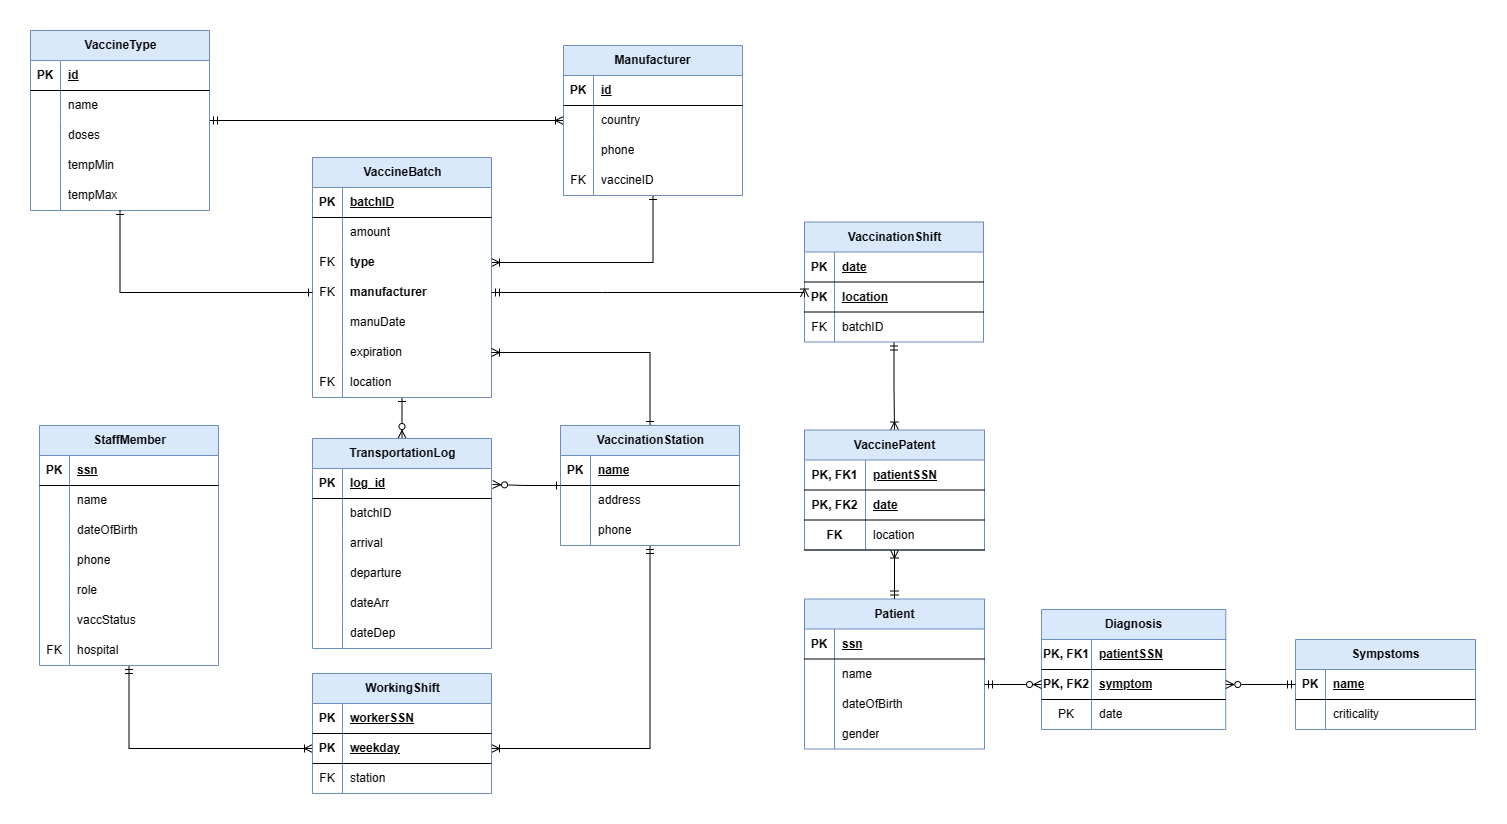 VaccineType
PK id
name
doses
tempMin
tempMax
Manufacturer
PK id
country
phone
FK vaccineID
VaccineBatch
PK batchID
amount
FK type
FK manufacturer
manuDate
expiration
FK location
VaccinationShift
PK date
PK location
FK batchID
StaffMember
PK ssn
name
dateOfBirth
phone
role
vaccStatus
FK hospital
TransportationLog
PK log_id
batchID
arrival
departure
dateArr
dateDep
VaccinationStation
PK name
address
phone
VaccinePatent
PK, FK1 patientSSN
PK, FK2 date
FK location
WorkingShift
PK workerSSN
PK weekday
FK station
Patient
PK ssn
name
dateOfBirth
gender
Diagnosis
PK, FK1 patientSSN
PK, FK2 symptom
PK date
Sympstoms
PK name
criticality